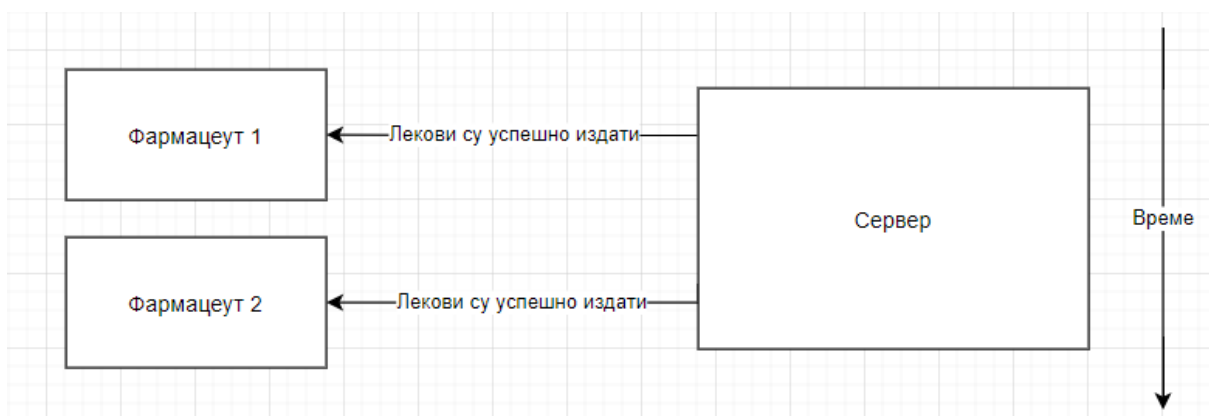 Фармацеут 1
Лекови су успешно издати
Сервер
Време
Фармацеут 2
Лекови су успешно издати